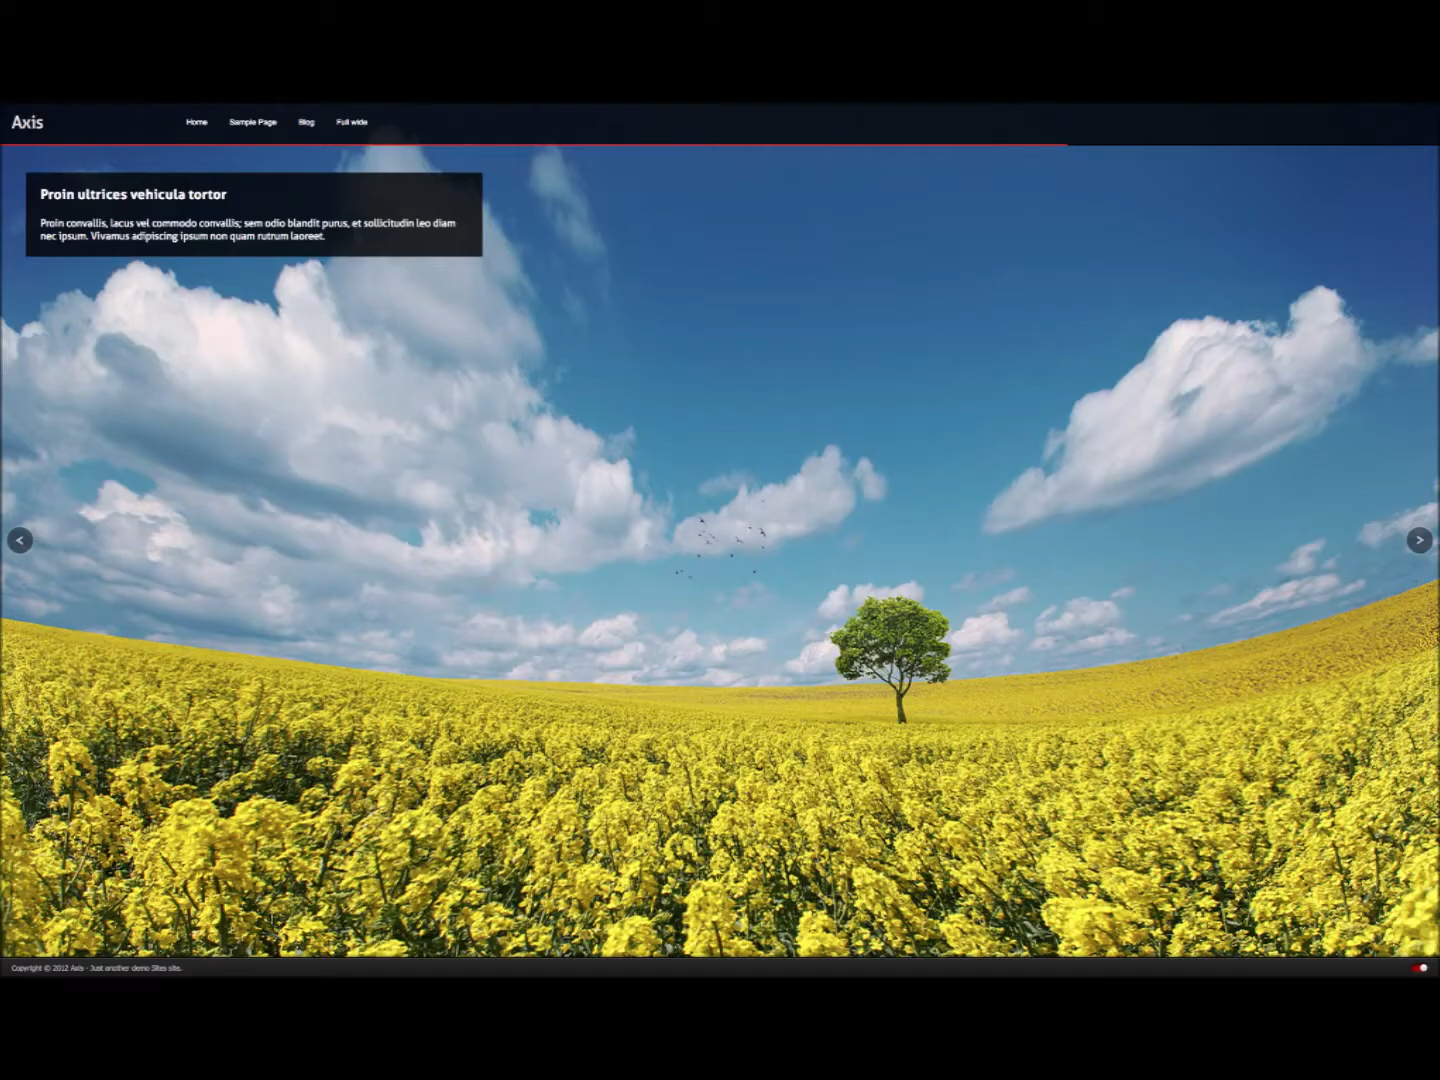 Axis
Home Sample Page Blog Full wide
Proin ultrices vehicula tortor
Proin convallis, lacus vel commodo convallis; sem odio blandit purus, et sollicitudin leo diam
nec ipsum. Vivamus adipiscing ipsum non quam rutrum laoreet.
< >
Copyright © 2012 Axis - Just another demo Sites site.